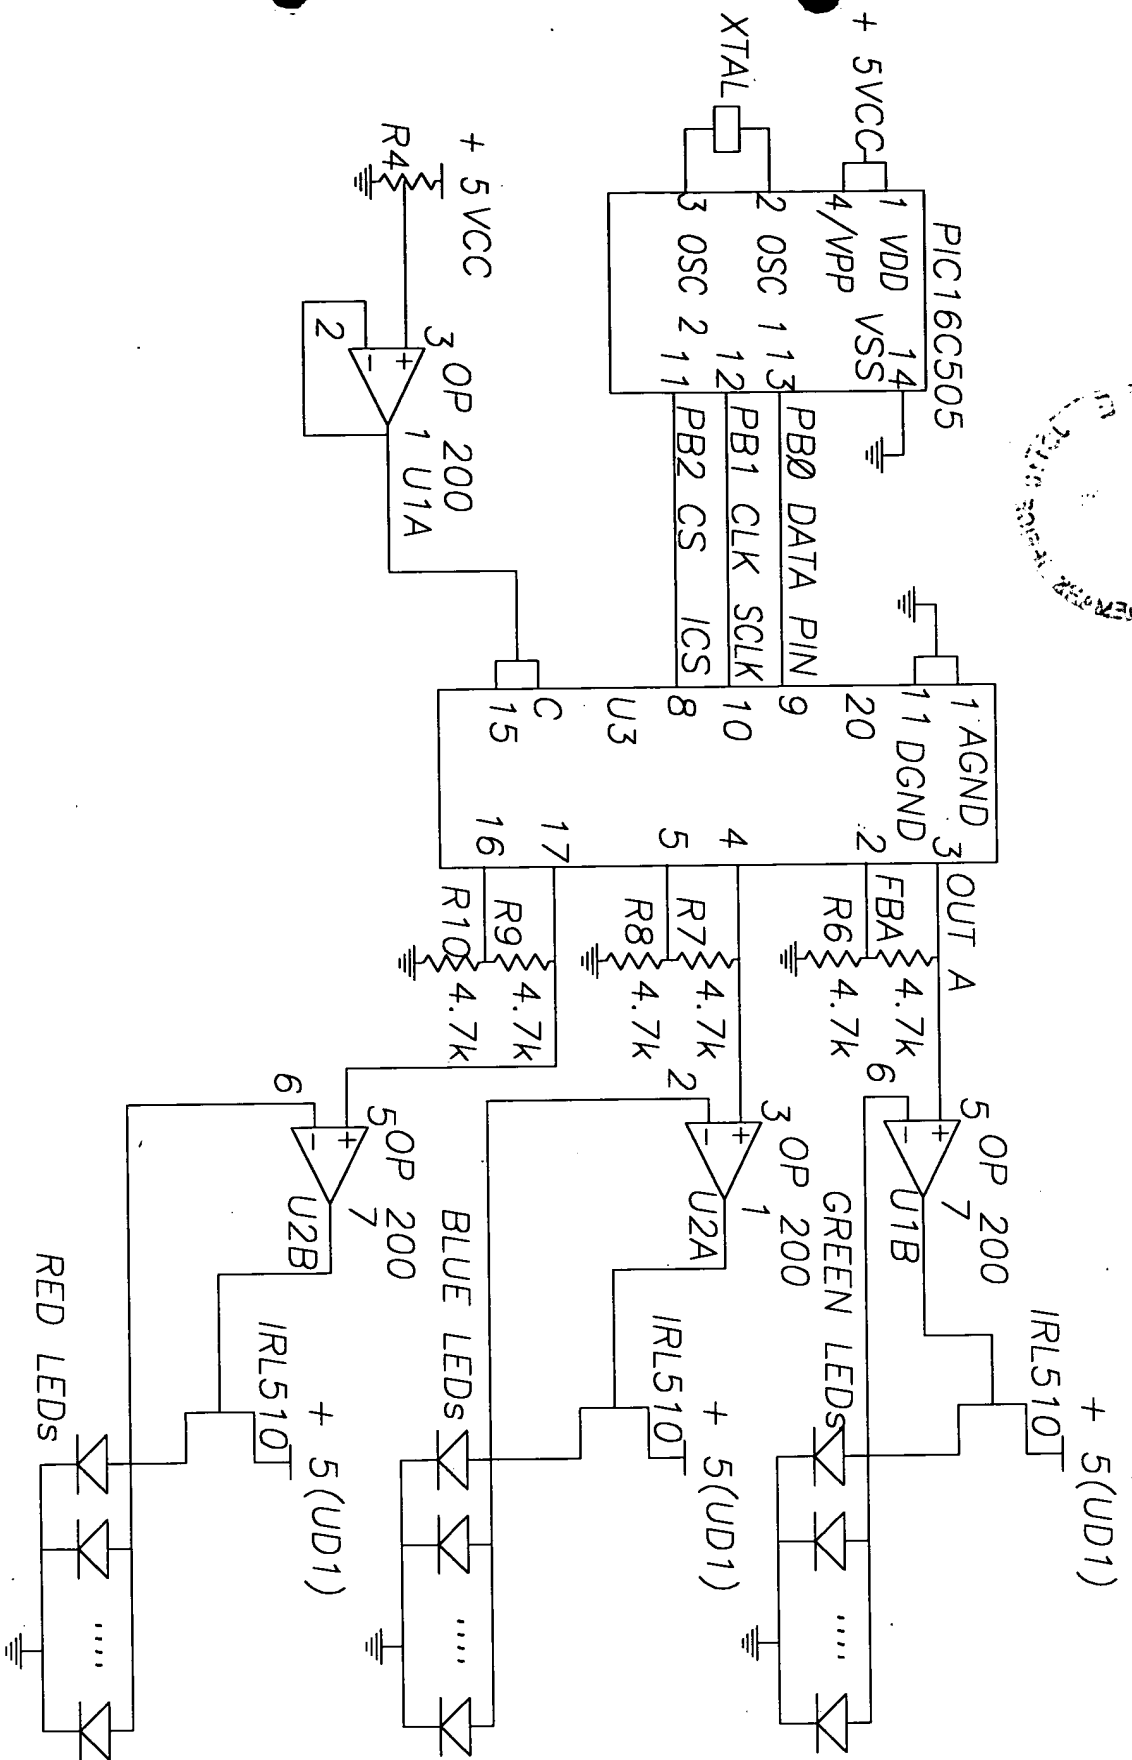 PIC16C505
+ 5VCC
1 VDD
4/VPP
14
VSS
XTAL
2 OSC 1
3 OSC 2
13
12
11
PB0 DATA PIN
PB1 CLK SCLK
PB2 CS ICS
+ 5 VCC
R4
3
2
OP 200
1 U1A
1 AGND
11 DGND
20
9
10
8
U3
C
15
3
2
4
5
17
16
OUT A
FBA
R6
4.7k
4.7k
R7
R8
4.7k
4.7k
R9
R10
4.7k
4.7k
5
6
OP 200
7
U1B
IRL510
+ 5(UD1)
GREEN LEDs
....
3
2
OP 200
1
U2A
IRL510
+ 5(UD1)
BLUE LEDs
....
5
6
OP 200
7
U2B
IRL510
+ 5(UD1)
RED LEDs
....